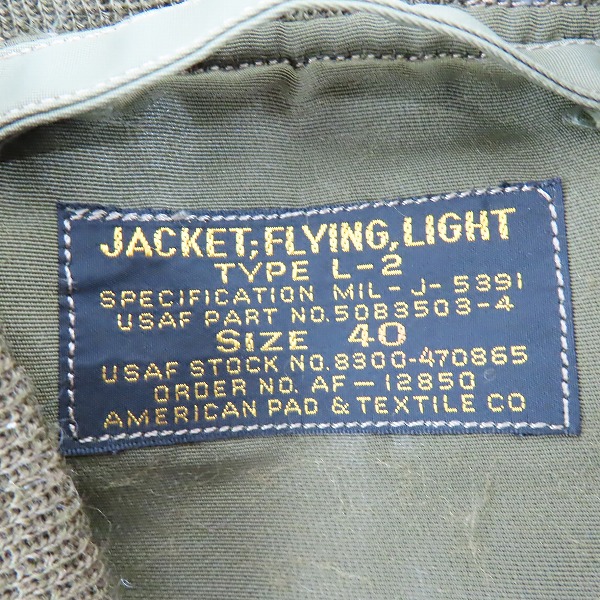 JACKET; FLYING, LIGHT
TYPE L-2
SPECIFICATION MIL-J-5391
USAF PART NO. 5083503-4
SIZE 40
USAF STOCK NO. 8300-470865
ORDER NO. AF-12850
AMERICAN PAD & TEXTILE CO